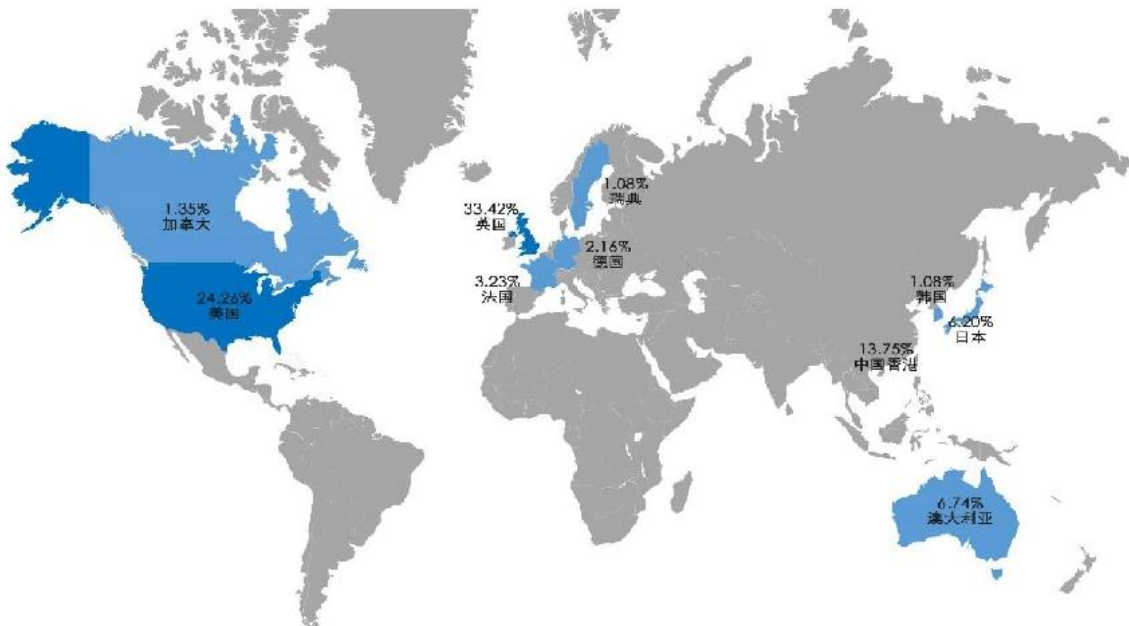 1.08%
瑞典
1.35%
加拿大
33.42%
英国
2.16%
德国
3.23%
法国
24.26%
美国
1.08%
韩国
6.20%
日本
13.75%
中国香港
6.74%
澳大利亚